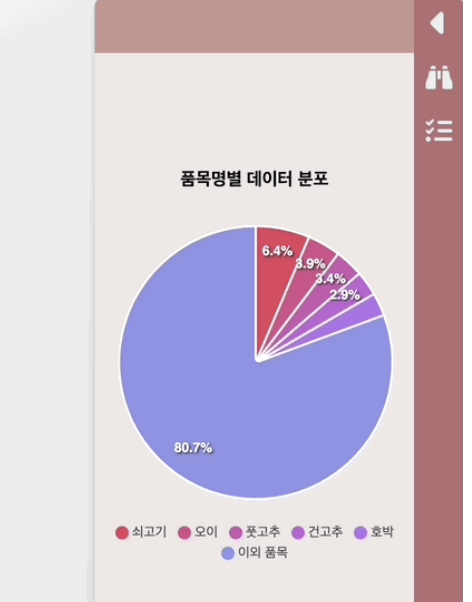 품목명별 데이터 분포
6.4%
3.9%
3.4%
2.9%
80.7%
쇠고기 오이 풋고추 건고추 호박
이외 품목